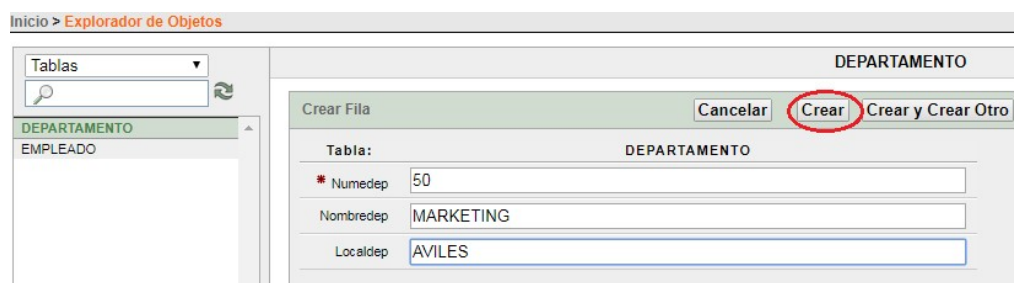 Inicio > Explorador de Objetos
Tablas
DEPARTAMENTO
EMPLEADO
DEPARTAMENTO
Crear Fila Cancelar Crear Crear y Crear Otro
Tabla: DEPARTAMENTO
* Numedep 50
Nombredep MARKETING
Localdep AVILES